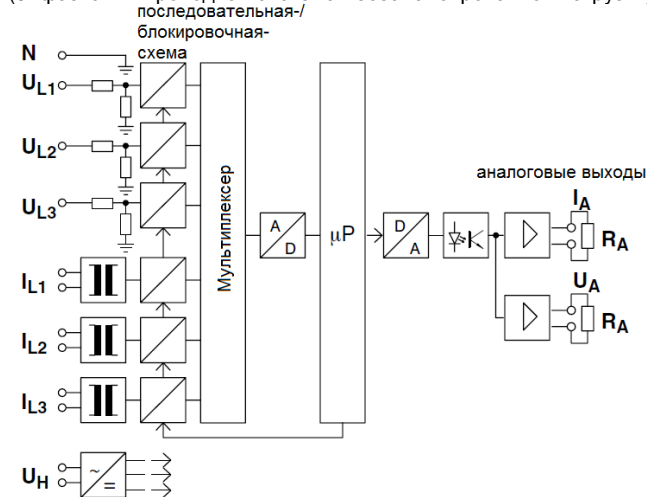 последовательная-/
блокировочная-
схема
N
UL1
UL2
UL3
IL1
IL2
IL3
UH
~
=
Мультиплексер
A
D
µP
D
A
аналоговые выходы
IA
RA
UA
RA